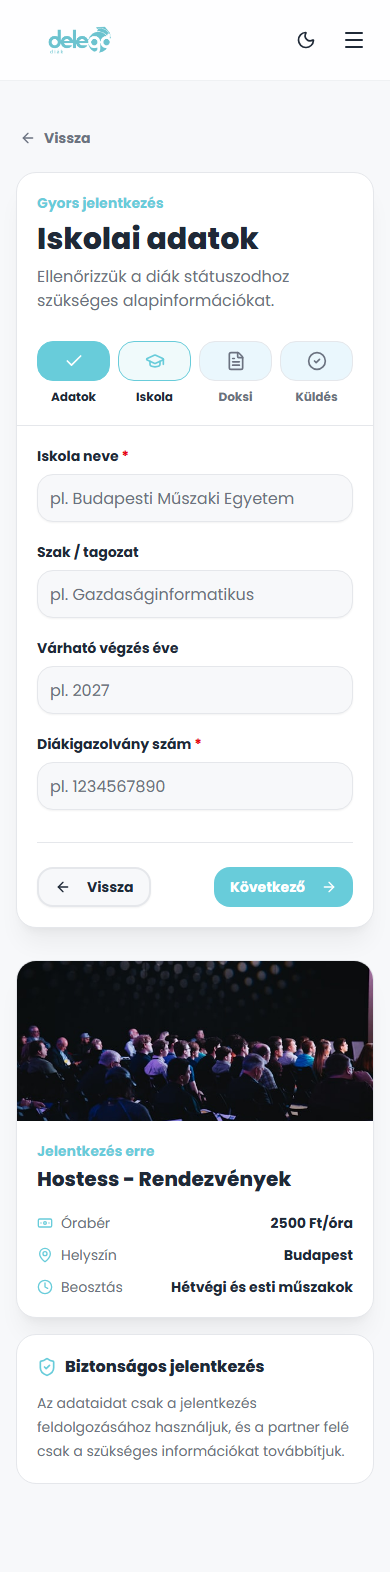 delego
diák
Vissza
Gyors jelentkezés
Iskolai adatok
Ellenőrizzük a diák státuszodhoz
szükséges alapinformációkat.
Adatok
Iskola
Doksi
Küldés
Iskola neve *
pl. Budapesti Műszaki Egyetem
Szak / tagozat
pl. Gazdaságinformatikus
Várható végzés éve
pl. 2027
Diákigazolvány szám *
pl. 1234567890
Vissza
Következő
Jelentkezés erre
Hostess - Rendezvények
Órabér 2500 Ft/óra
Helyszín Budapest
Beosztás Hétvégi és esti műszakok
Biztonságos jelentkezés
Az adataidat csak a jelentkezés
feldolgozásához használjuk, és a partner felé
csak a szükséges információkat továbbítjuk.